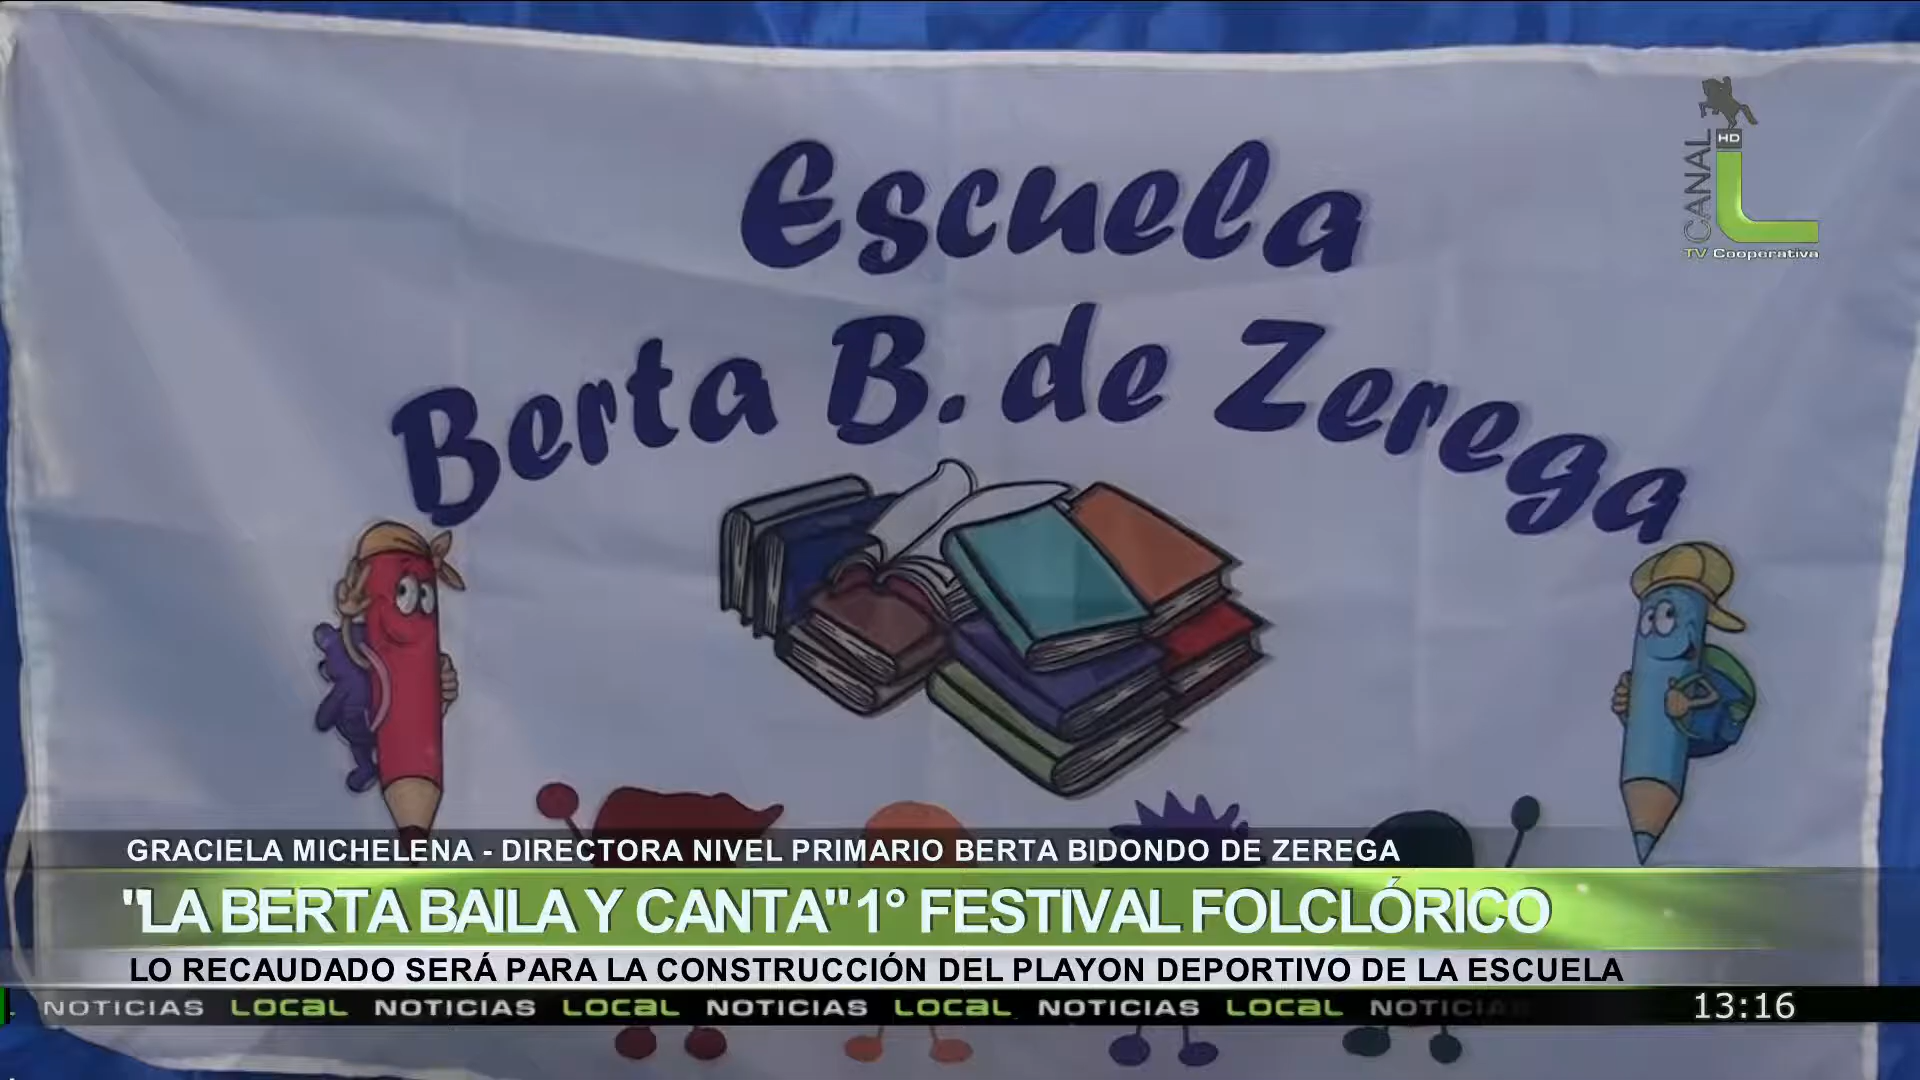 Escuela
Berta B. de Zerega
CANAL
HD
L
TV Cooperativa
GRACIELA MICHELENA - DIRECTORA NIVEL PRIMARIO BERTA BIDONDO DE ZEREGA
"LA BERTA BAILA Y CANTA" 1° FESTIVAL FOLCLÓRICO
LO RECAUDADO SERÁ PARA LA CONSTRUCCIÓN DEL PLAYON DEPORTIVO DE LA ESCUELA
NOTICIAS LOCAL NOTICIAS LOCAL NOTICIAS LOCAL NOTICIAS LOCAL NOTICIA
13:16